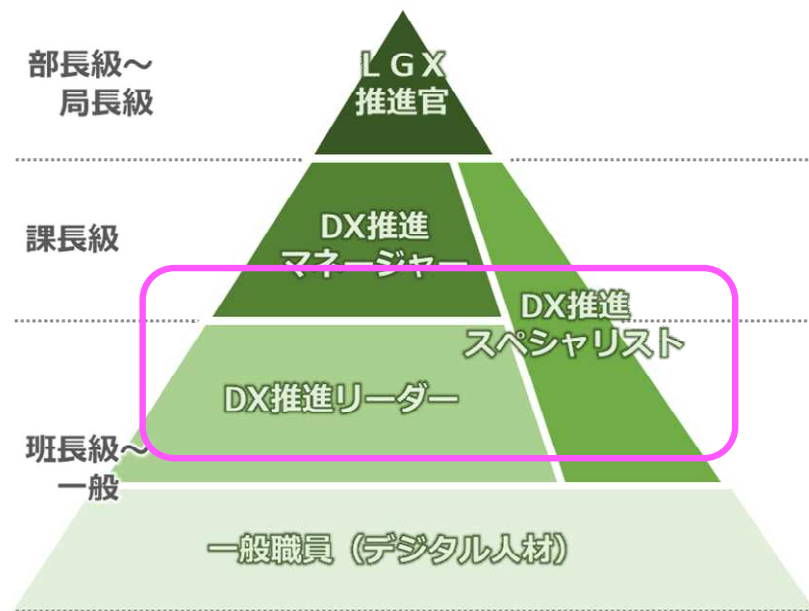 部長級～
局長級
ＬＧＸ
推進官
課長級
DX推進
マネージャー
DX推進
スペシャリスト
DX推進リーダー
班長級～
一般
一般職員（デジタル人材）